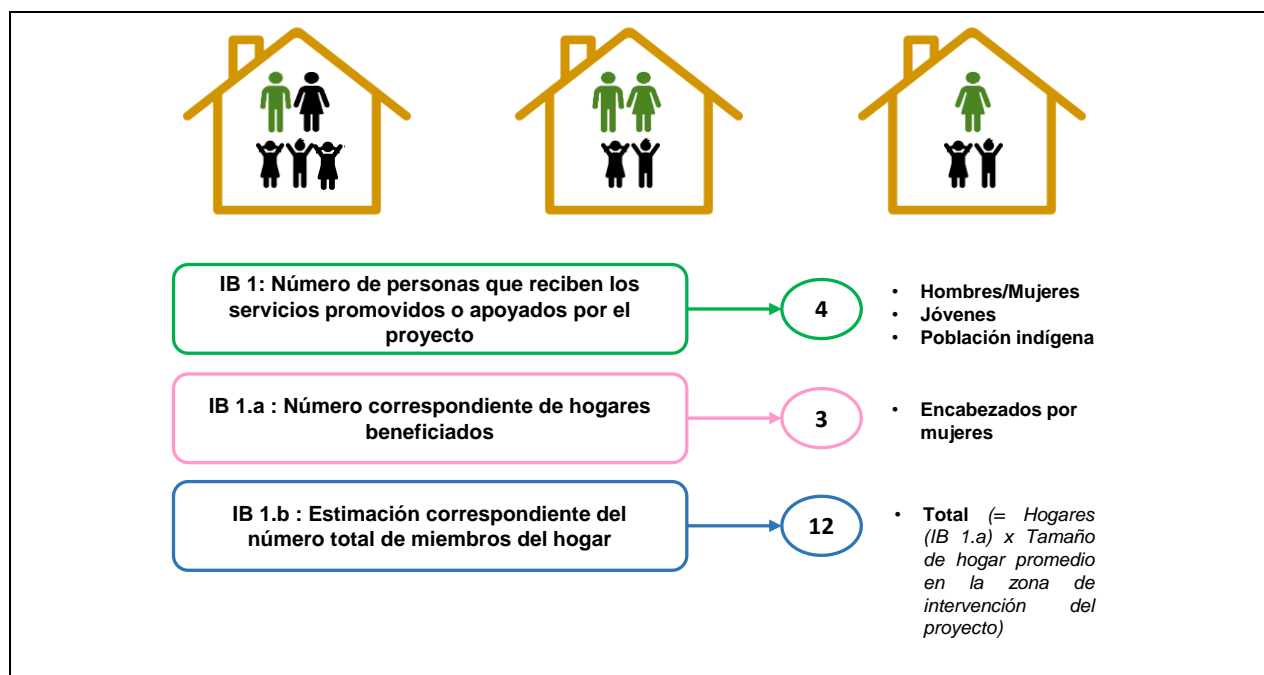 IB 1: Número de personas que reciben los
servicios promovidos o apoyados por el
proyecto
4
• Hombres/Mujeres
• Jóvenes
• Población indígena
IB 1.a : Número correspondiente de hogares
beneficiados
3
• Encabezados por
mujeres
IB 1.b : Estimación correspondiente del
número total de miembros del hogar
12
• Total (= Hogares
(IB 1.a) x Tamaño
de hogar promedio
en la zona de
intervención del
proyecto)